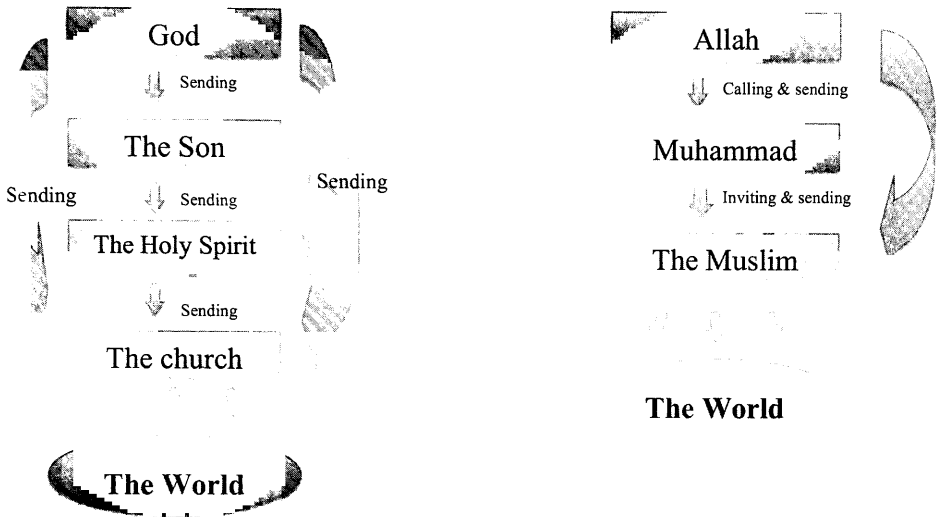 God
Sending
The Son
Sending
Sending
Sending
The Holy Spirit
Sending
The church
The World
Allah
Calling & sending
Muhammad
Inviting & sending
The Muslim
The World